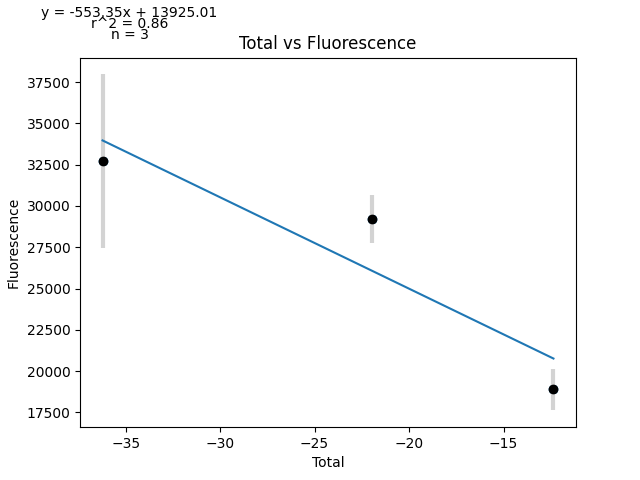 y = -553.35x + 13925.01
r^2 = 0.86
n = 3
Total vs Fluorescence
37500
35000
32500
30000
27500
25000
22500
20000
17500
Fluorescence
−35
−30
−25
−20
−15
Total